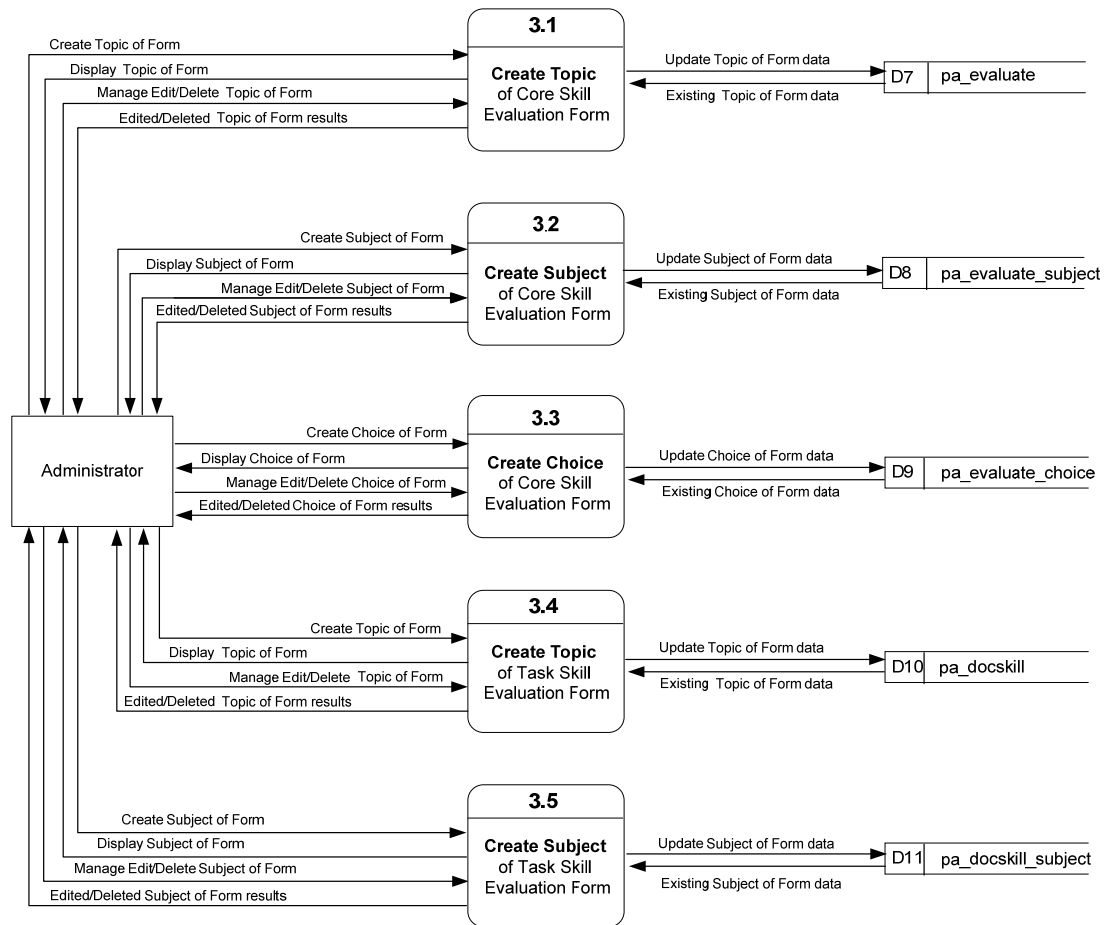 3.1
Create Topic of Form
Display Topic of Form
Manage Edit/Delete Topic of Form
Edited/Deleted Topic of Form results
Create Topic
of Core Skill
Evaluation Form
Update Topic of Form data
Existing Topic of Form data
D7 pa_evaluate
3.2
Create Subject of Form
Display Subject of Form
Manage Edit/Delete Subject of Form
Edited/Deleted Subject of Form results
Create Subject
of Core Skill
Evaluation Form
Update Subject of Form data
Existing Subject of Form data
D8 pa_evaluate_subject
Administrator
3.3
Create Choice of Form
Display Choice of Form
Manage Edit/Delete Choice of Form
Edited/Deleted Choice of Form results
Create Choice
of Core Skill
Evaluation Form
Update Choice of Form data
Existing Choice of Form data
D9 pa_evaluate_choice
3.4
Create Topic of Form
Display Topic of Form
Manage Edit/Delete Topic of Form
Edited/Deleted Topic of Form results
Create Topic
of Task Skill
Evaluation Form
Update Topic of Form data
Existing Topic of Form data
D10 pa_docskill
3.5
Create Subject of Form
Display Subject of Form
Manage Edit/Delete Subject of Form
Edited/Deleted Subject of Form results
Create Subject
of Task Skill
Evaluation Form
Update Subject of Form data
Existing Subject of Form data
D11 pa_docskill_subject